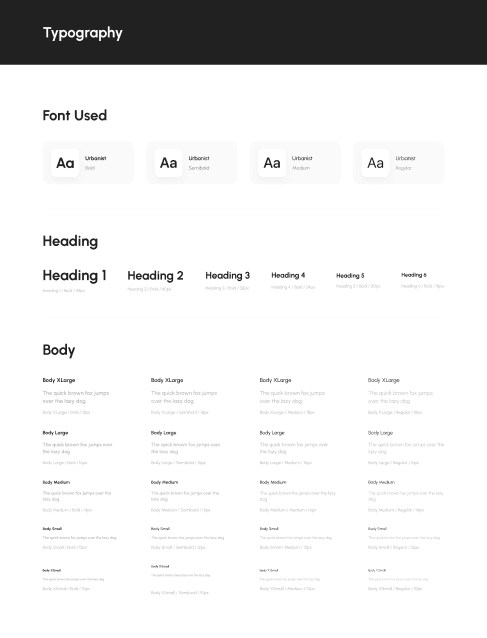 Typography
Font Used
Aa
Urbanist
Bold
Aa
Urbanist
Semibold
Aa
Urbanist
Medium
Aa
Urbanist
Regular
Heading
Heading 1
Heading 2
Heading 3
Heading 4
Heading 5
Heading 6
Heading 1 / Bold / 48px
Heading 2 / Bold / 40px
Heading 3 / Bold / 32px
Heading 4 / Bold / 24px
Heading 5 / Bold / 20px
Heading 6 / Bold / 18px
Body
Body XLarge
Body XLarge
Body XLarge
Body XLarge
The quick brown fox jumps
over the lazy dog
The quick brown fox jumps
over the lazy dog
The quick brown fox jumps
over the lazy dog
The quick brown fox jumps
over the lazy dog
Body XLarge / Bold / 18px
Body XLarge / Semibold / 18px
Body XLarge / Medium / 18px
Body XLarge / Regular / 18px
Body Large
Body Large
Body Large
Body Large
The quick brown fox jumps over
the lazy dog
The quick brown fox jumps over
the lazy dog
The quick brown fox jumps over
the lazy dog
The quick brown fox jumps over the
lazy dog
Body Large / Bold / 16px
Body Large / Semibold / 16px
Body Large / Medium / 16px
Body Large / Regular / 16px
Body Medium
Body Medium
Body Medium
Body Medium
The quick brown fox jumps over the
lazy dog
The quick brown fox jumps over the
lazy dog
The quick brown fox jumps over the lazy
dog
The quick brown fox jumps over the lazy
dog
Body Medium / Bold / 14px
Body Medium / Semibold / 14px
Body Medium / Medium / 14px
Body Medium / Regular / 14px
Body Small
Body Small
Body Small
Body Small
The quick brown fox jumps over the lazy dog
The quick brown fox jumps over the lazy dog
The quick brown fox jumps over the lazy dog
The quick brown fox jumps over the lazy dog
Body Small / Bold / 12px
Body Small / Semibold / 12px
Body Small / Medium / 12px
Body Small / Regular / 12px
Body XSmall
Body XSmall
Body XSmall
Body XSmall
The quick brown fox jumps over the lazy dog
The quick brown fox jumps over the lazy dog
The quick brown fox jumps over the lazy dog
The quick brown fox jumps over the lazy dog
Body XSmall / Bold / 10px
Body XSmall / Semibold / 10px
Body XSmall / Medium / 10px
Body XSmall / Regular / 10px